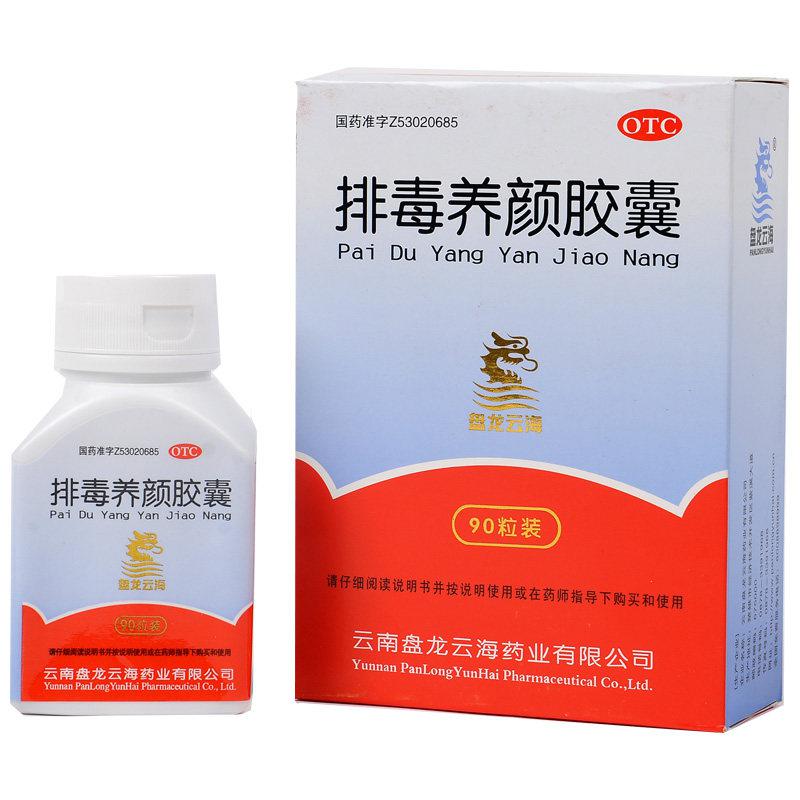 国药准字Z53020685
OTC
排毒养颜胶囊
Pai Du Yang Yan Jiao Nang
盘龙云海
90粒装
请仔细阅读说明书并按说明使用或在药师指导下购买和使用
云南盘龙云海药业有限公司
Yunnan PanLongYunHai Pharmaceutical Co.,Ltd.
®
盘龙云海
PANLONGYUNHAI
国药准字Z53020685
OTC
排毒养颜胶囊
Pai Du Yang Yan Jiao Nang
盘龙云海
90粒装
请仔细阅读说明书并按说明使用或在药师指导下购买和使用
云南盘龙云海药业有限公司
Yunnan PanLongYunHai Pharmaceutical Co.,Ltd.